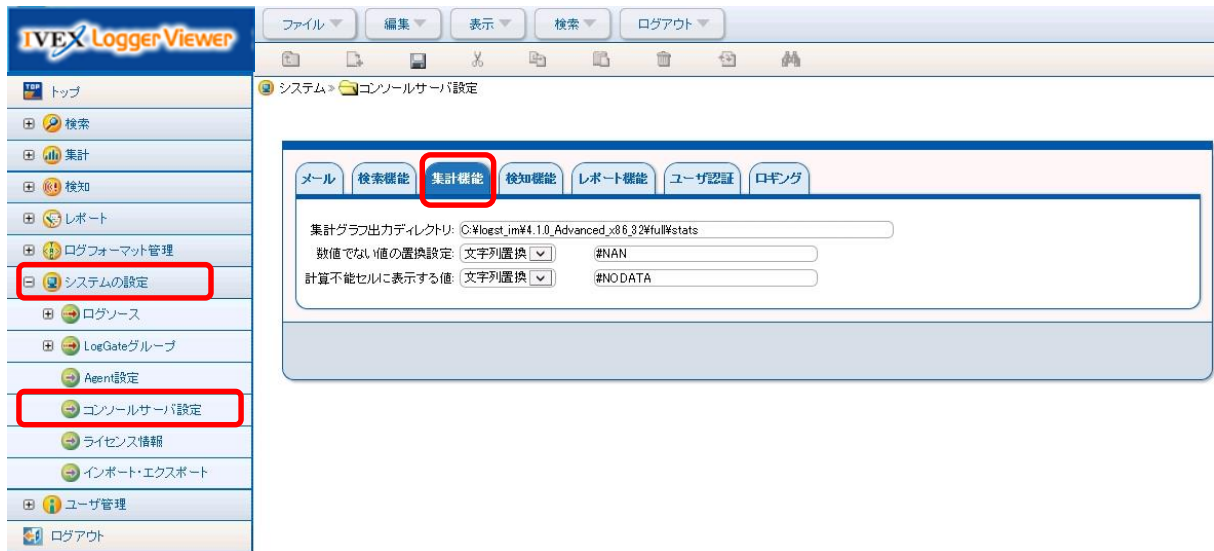 IVEX Logger Viewer
ファイル 編集 表示 検索 ログアウト
システム » コンソールサーバ設定
TOP トップ
検索
集計
検知
レポート
ログフォーマット管理
システムの設定
ログソース
LogGateグループ
Agent設定
コンソールサーバ設定
ライセンス情報
インポート・エクスポート
ユーザ管理
ログアウト
メール 検索機能 集計機能 検知機能 レポート機能 ユーザ認証 ロギング
集計グラフ出力ディレクトリ: C:¥logst_im¥4.1.0_Advanced_x86_32¥full¥stats
数値でない値の置換設定: 文字列置換 #NAN
計算不能セルに表示する値: 文字列置換 #NODATA